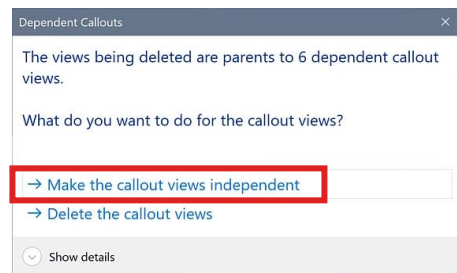 Dependent Callouts
The views being deleted are parents to 6 dependent callout
views.
What do you want to do for the callout views?
→ Make the callout views independent
→ Delete the callout views
Show details